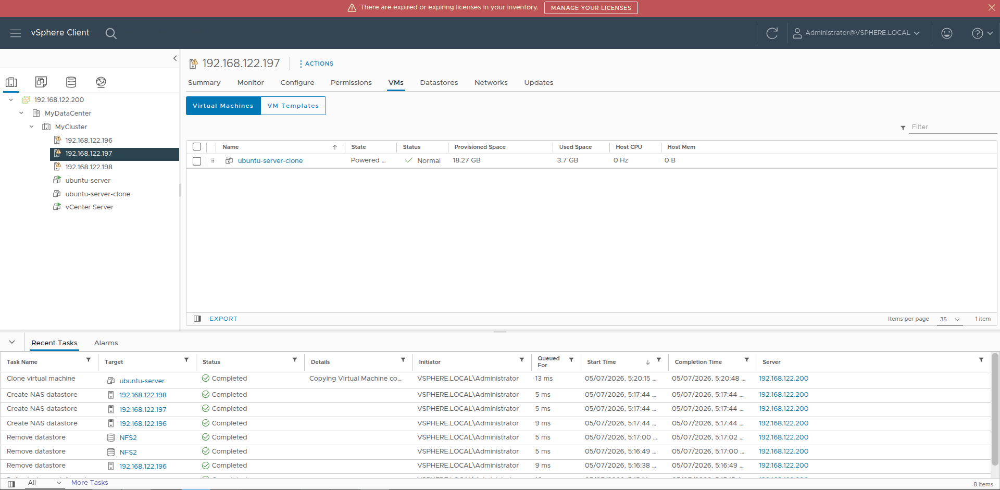 There are expired or expiring licenses in your inventory. MANAGE YOUR LICENSES
vSphere Client
Administrator@VSPHERE.LOCAL
192.168.122.200
MyDataCenter
MyCluster
192.168.122.196
192.168.122.197
192.168.122.198
ubuntu-server
ubuntu-server-clone
vCenter Server
192.168.122.197
ACTIONS
Summary Monitor Configure Permissions VMs Datastores Networks Updates
Virtual Machines VM Templates
Filter
Name State Status Provisioned Space Used Space Host CPU Host Mem
ubuntu-server-clone Powered ... Normal 18.27 GB 3.7 GB 0 Hz 0 B
EXPORT
Items per page 35 1 item
Recent Tasks Alarms
Task Name Target Status Details Initiator Queued For Start Time Completion Time Server
Clone virtual machine ubuntu-server Completed Copying Virtual Machine co... VSPHERE.LOCAL\Administrator 13 ms 05/07/2026, 5:20:15 ... 05/07/2026, 5:20:48 ... 192.168.122.200
Create NAS datastore 192.168.122.198 Completed VSPHERE.LOCAL\Administrator 5 ms 05/07/2026, 5:17:44 ... 05/07/2026, 5:17:44 ... 192.168.122.200
Create NAS datastore 192.168.122.197 Completed VSPHERE.LOCAL\Administrator 5 ms 05/07/2026, 5:17:44 ... 05/07/2026, 5:17:44 ... 192.168.122.200
Create NAS datastore 192.168.122.196 Completed VSPHERE.LOCAL\Administrator 9 ms 05/07/2026, 5:17:44 ... 05/07/2026, 5:17:44 ... 192.168.122.200
Remove datastore NFS2 Completed VSPHERE.LOCAL\Administrator 5 ms 05/07/2026, 5:17:00 ... 05/07/2026, 5:17:02 ... 192.168.122.200
Remove datastore NFS2 Completed VSPHERE.LOCAL\Administrator 5 ms 05/07/2026, 5:16:49 ... 05/07/2026, 5:17:00 ... 192.168.122.200
Remove datastore 192.168.122.196 Completed VSPHERE.LOCAL\Administrator 9 ms 05/07/2026, 5:16:38 ... 05/07/2026, 5:16:49 ... 192.168.122.200
All More Tasks 8 items